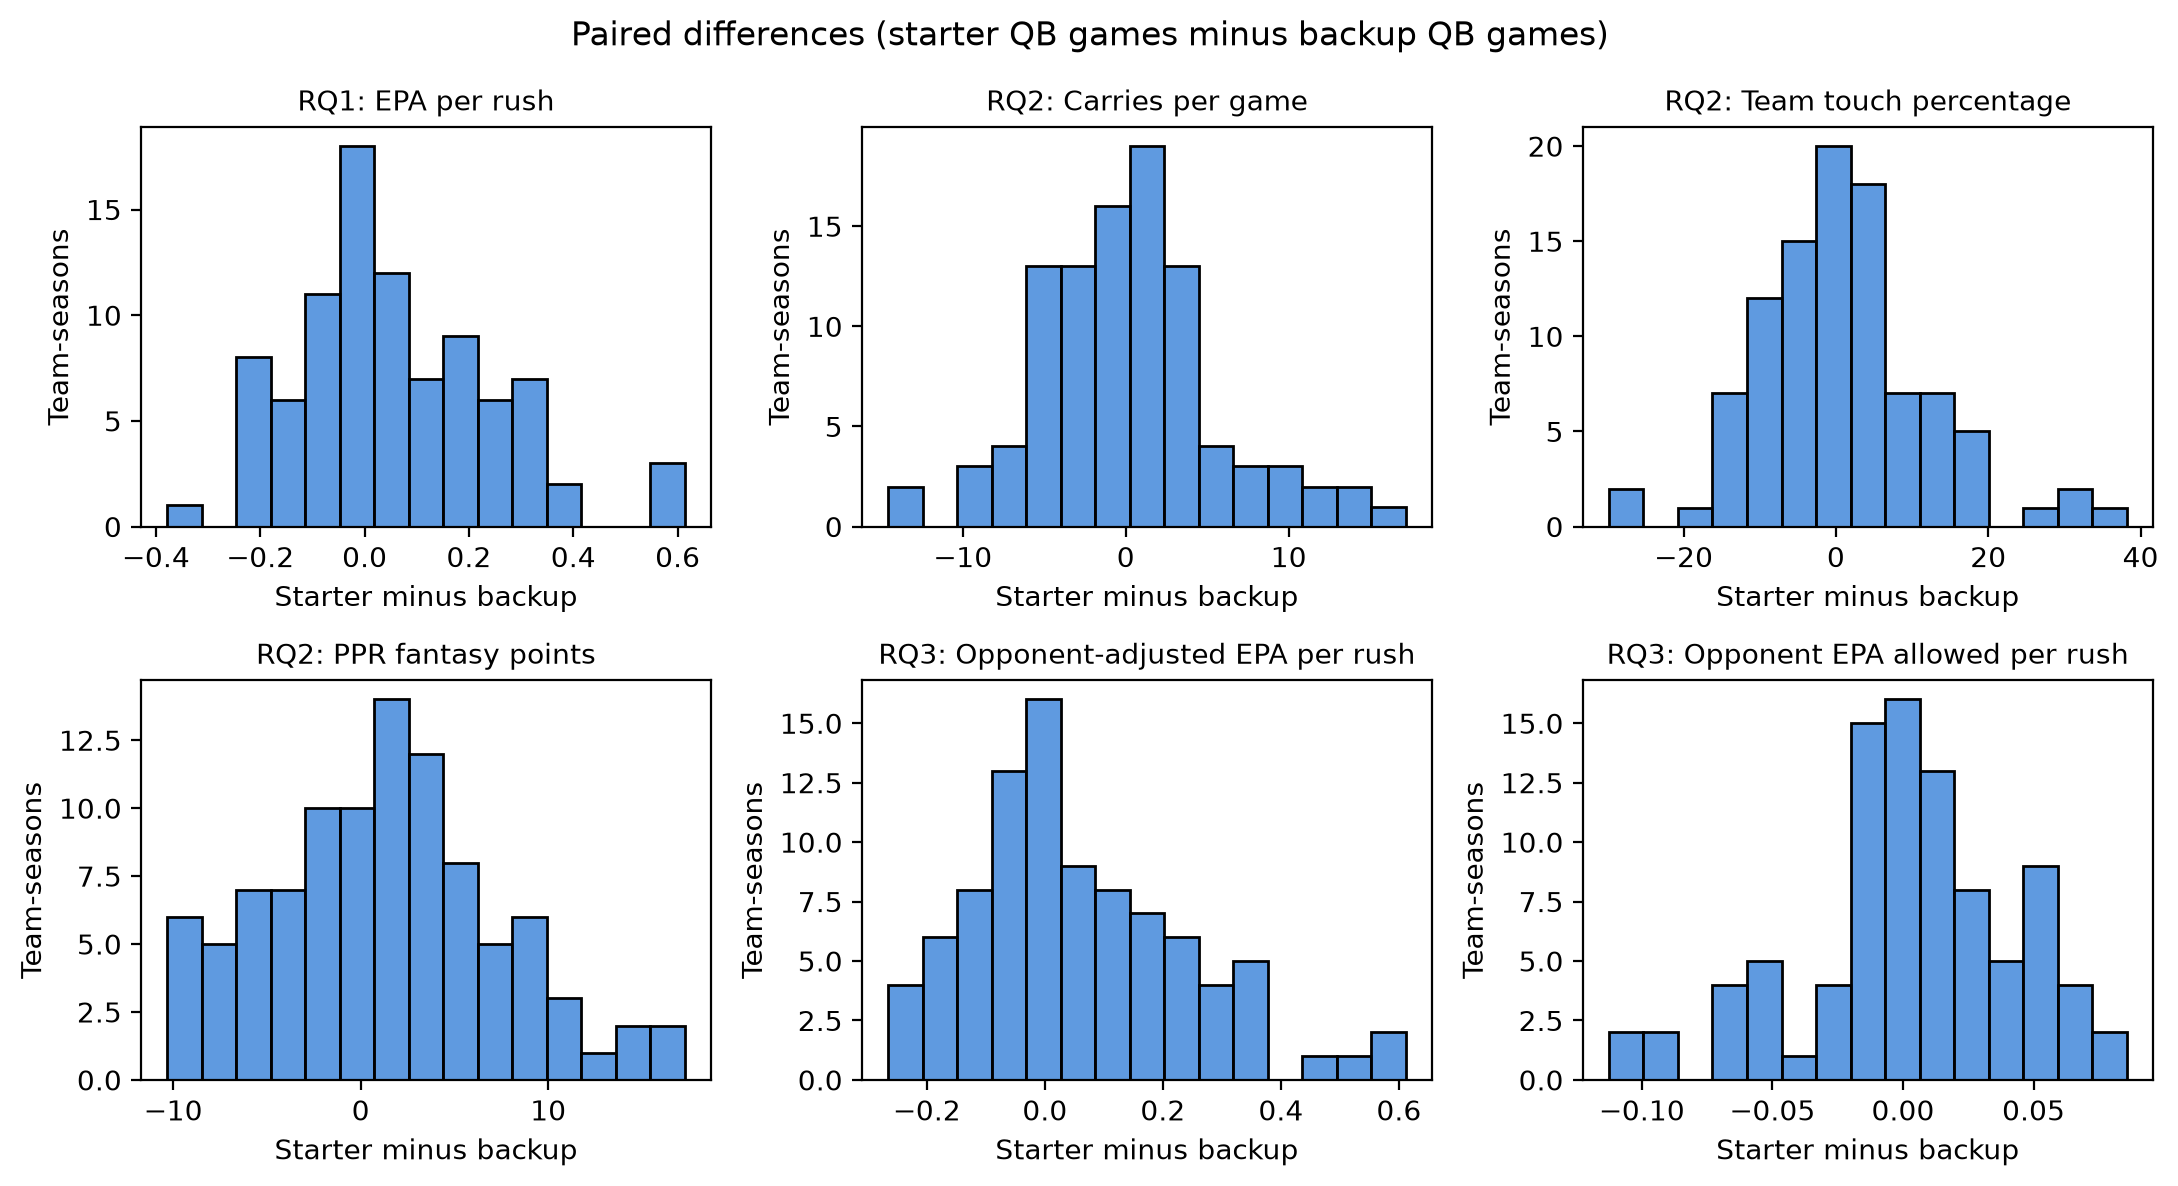 Paired differences (starter QB games minus backup QB games)
RQ1: EPA per rush
Team-seasons
15
10
5
0
−0.4 −0.2 0.0 0.2 0.4 0.6
Starter minus backup
RQ2: Carries per game
Team-seasons
15
10
5
0
−10 0 10
Starter minus backup
RQ2: Team touch percentage
Team-seasons
20
15
10
5
0
−20 0 20 40
Starter minus backup
RQ2: PPR fantasy points
Team-seasons
12.5
10.0
7.5
5.0
2.5
0.0
−10 0 10
Starter minus backup
RQ3: Opponent-adjusted EPA per rush
Team-seasons
15.0
12.5
10.0
7.5
5.0
2.5
0.0
−0.2 0.0 0.2 0.4 0.6
Starter minus backup
RQ3: Opponent EPA allowed per rush
Team-seasons
15.0
12.5
10.0
7.5
5.0
2.5
0.0
−0.10 −0.05 0.00 0.05
Starter minus backup